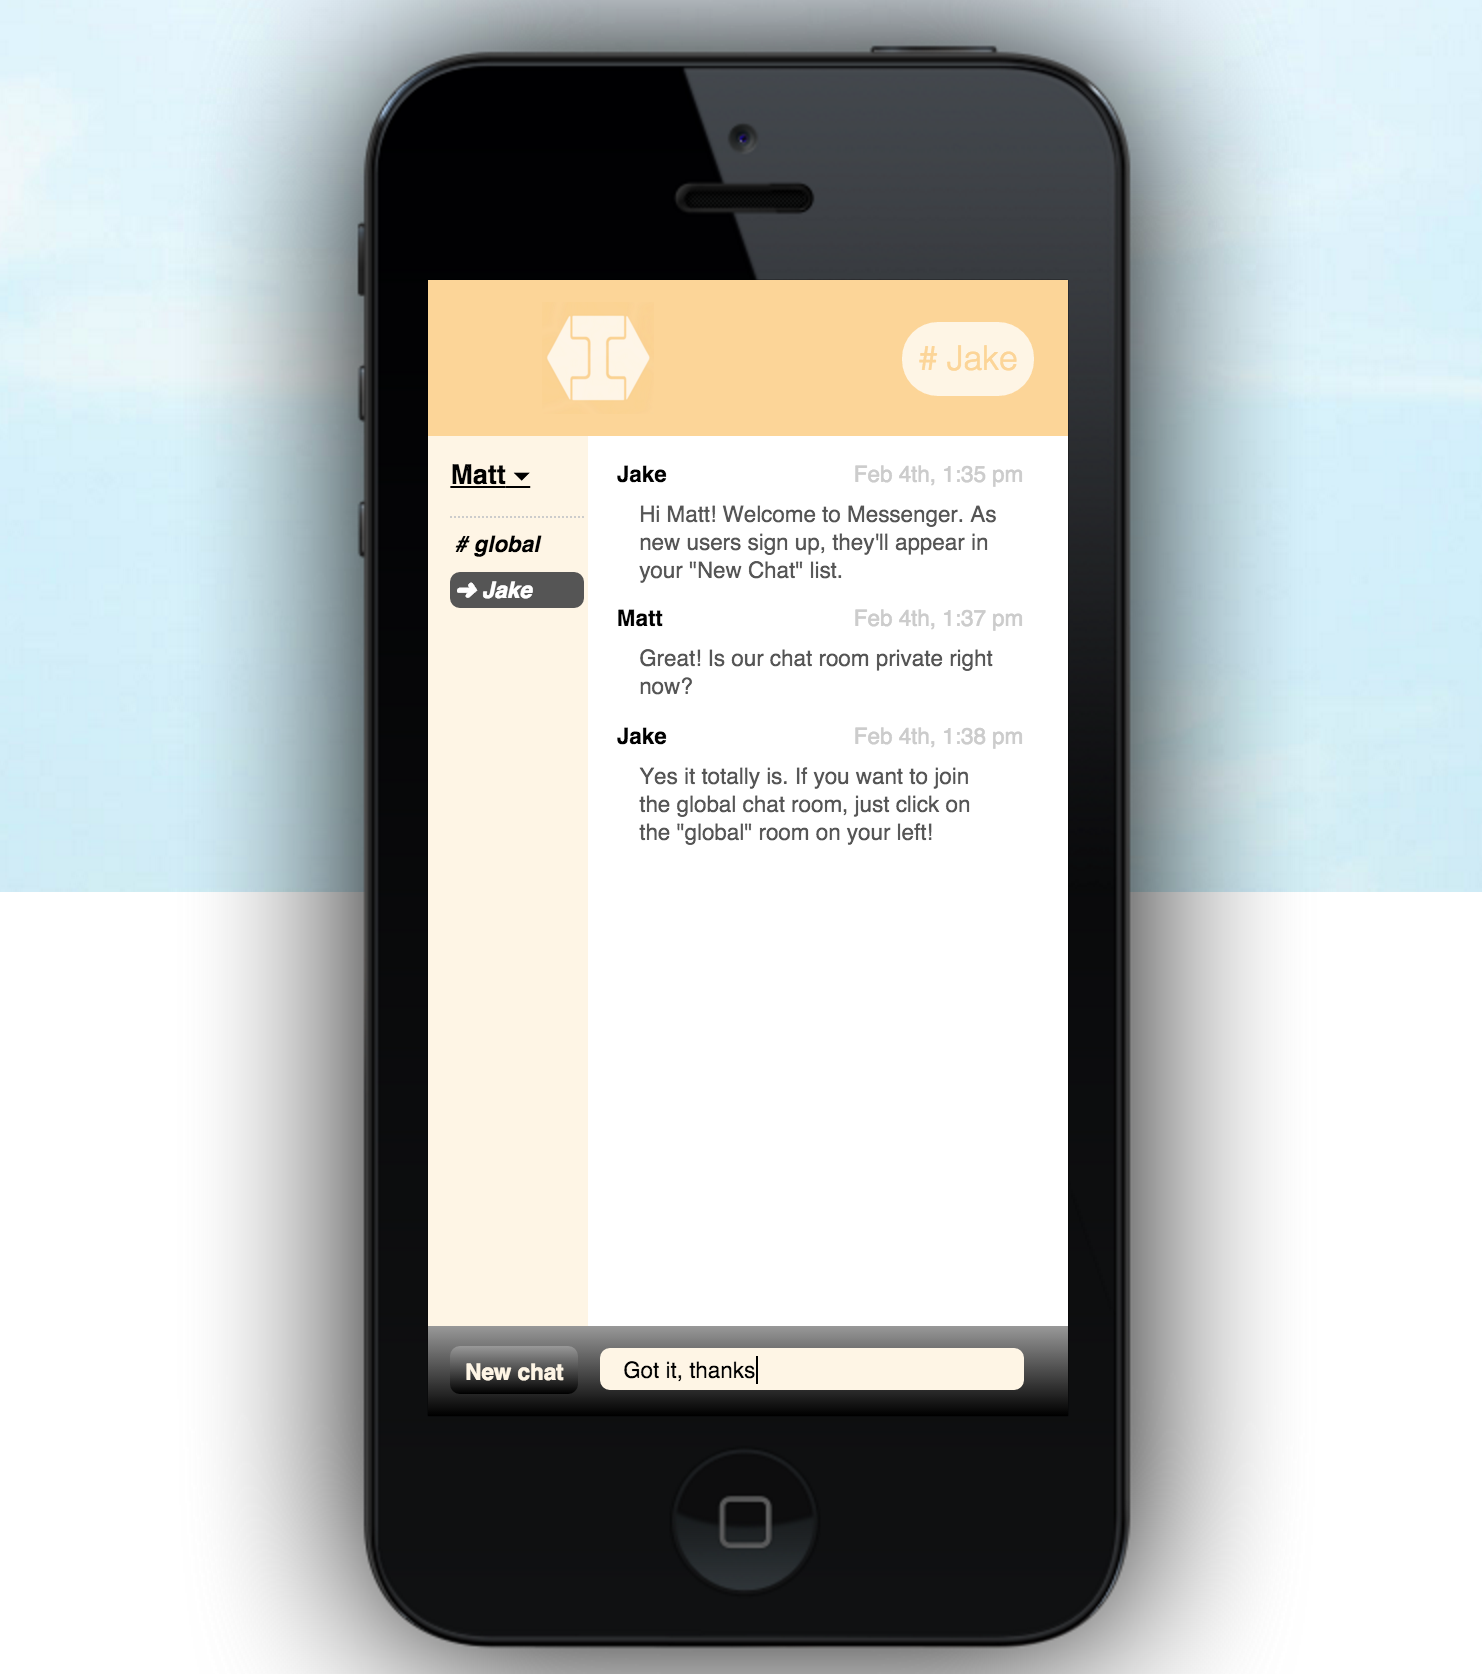 # Jake
Matt
# global
➜ Jake
Jake Feb 4th, 1:35 pm
Hi Matt! Welcome to Messenger. As
new users sign up, they'll appear in
your "New Chat" list.
Matt Feb 4th, 1:37 pm
Great! Is our chat room private right
now?
Jake Feb 4th, 1:38 pm
Yes it totally is. If you want to join
the global chat room, just click on
the "global" room on your left!
New chat
Got it, thanks